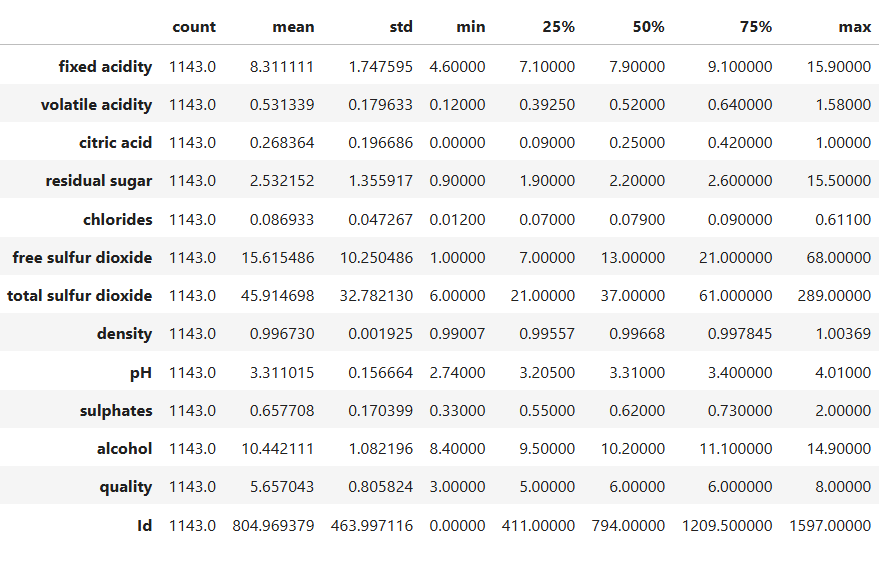 count mean std min 25% 50% 75% max
fixed acidity 1143.0 8.311111 1.747595 4.60000 7.10000 7.90000 9.100000 15.90000
volatile acidity 1143.0 0.531339 0.179633 0.12000 0.39250 0.52000 0.640000 1.58000
citric acid 1143.0 0.268364 0.196686 0.00000 0.09000 0.25000 0.420000 1.00000
residual sugar 1143.0 2.532152 1.355917 0.90000 1.90000 2.20000 2.600000 15.50000
chlorides 1143.0 0.086933 0.047267 0.01200 0.07000 0.07900 0.090000 0.61100
free sulfur dioxide 1143.0 15.615486 10.250486 1.00000 7.00000 13.00000 21.000000 68.00000
total sulfur dioxide 1143.0 45.914698 32.782130 6.00000 21.00000 37.00000 61.000000 289.00000
density 1143.0 0.996730 0.001925 0.99007 0.99557 0.99668 0.997845 1.00369
pH 1143.0 3.311015 0.156664 2.74000 3.20500 3.31000 3.400000 4.01000
sulphates 1143.0 0.657708 0.170399 0.33000 0.55000 0.62000 0.730000 2.00000
alcohol 1143.0 10.442111 1.082196 8.40000 9.50000 10.20000 11.100000 14.90000
quality 1143.0 5.657043 0.805824 3.00000 5.00000 6.00000 6.000000 8.00000
Id 1143.0 804.969379 463.997116 0.00000 411.00000 794.00000 1209.500000 1597.00000